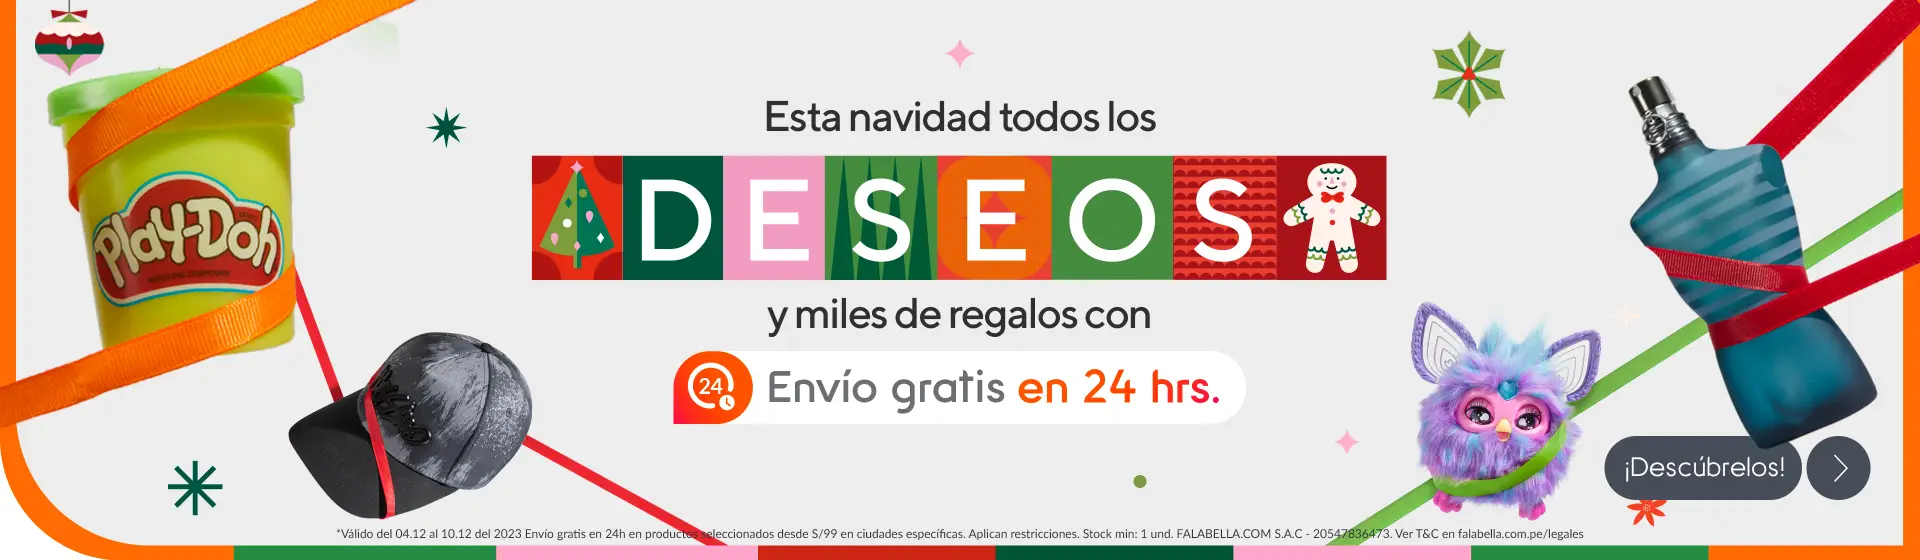 Esta navidad todos los
DESEOS
y miles de regalos con
24 Envío gratis en 24 hrs.
Play-Doh
¡Descúbrelos!
*Válido del 04.12 al 10.12 del 2023 Envío gratis en 24h en productos seleccionados desde S/99 en ciudades específicas. Aplican restricciones. Stock min: 1 und. FALABELLA.COM S.A.C - 20547836473. Ver T&C en falabella.com.pe/legales